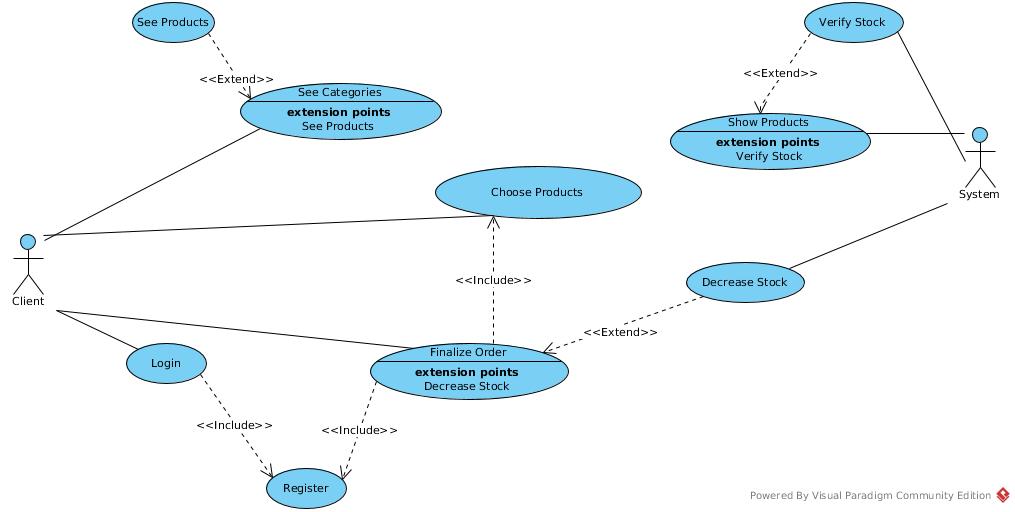 See Products
Verify Stock
<<Extend>>
<<Extend>>
See Categories
extension points
See Products
Show Products
extension points
Verify Stock
Choose Products
System
Client
<<Include>>
Decrease Stock
<<Extend>>
Finalize Order
extension points
Decrease Stock
Login
<<Include>>
<<Include>>
Register
Powered By Visual Paradigm Community Edition